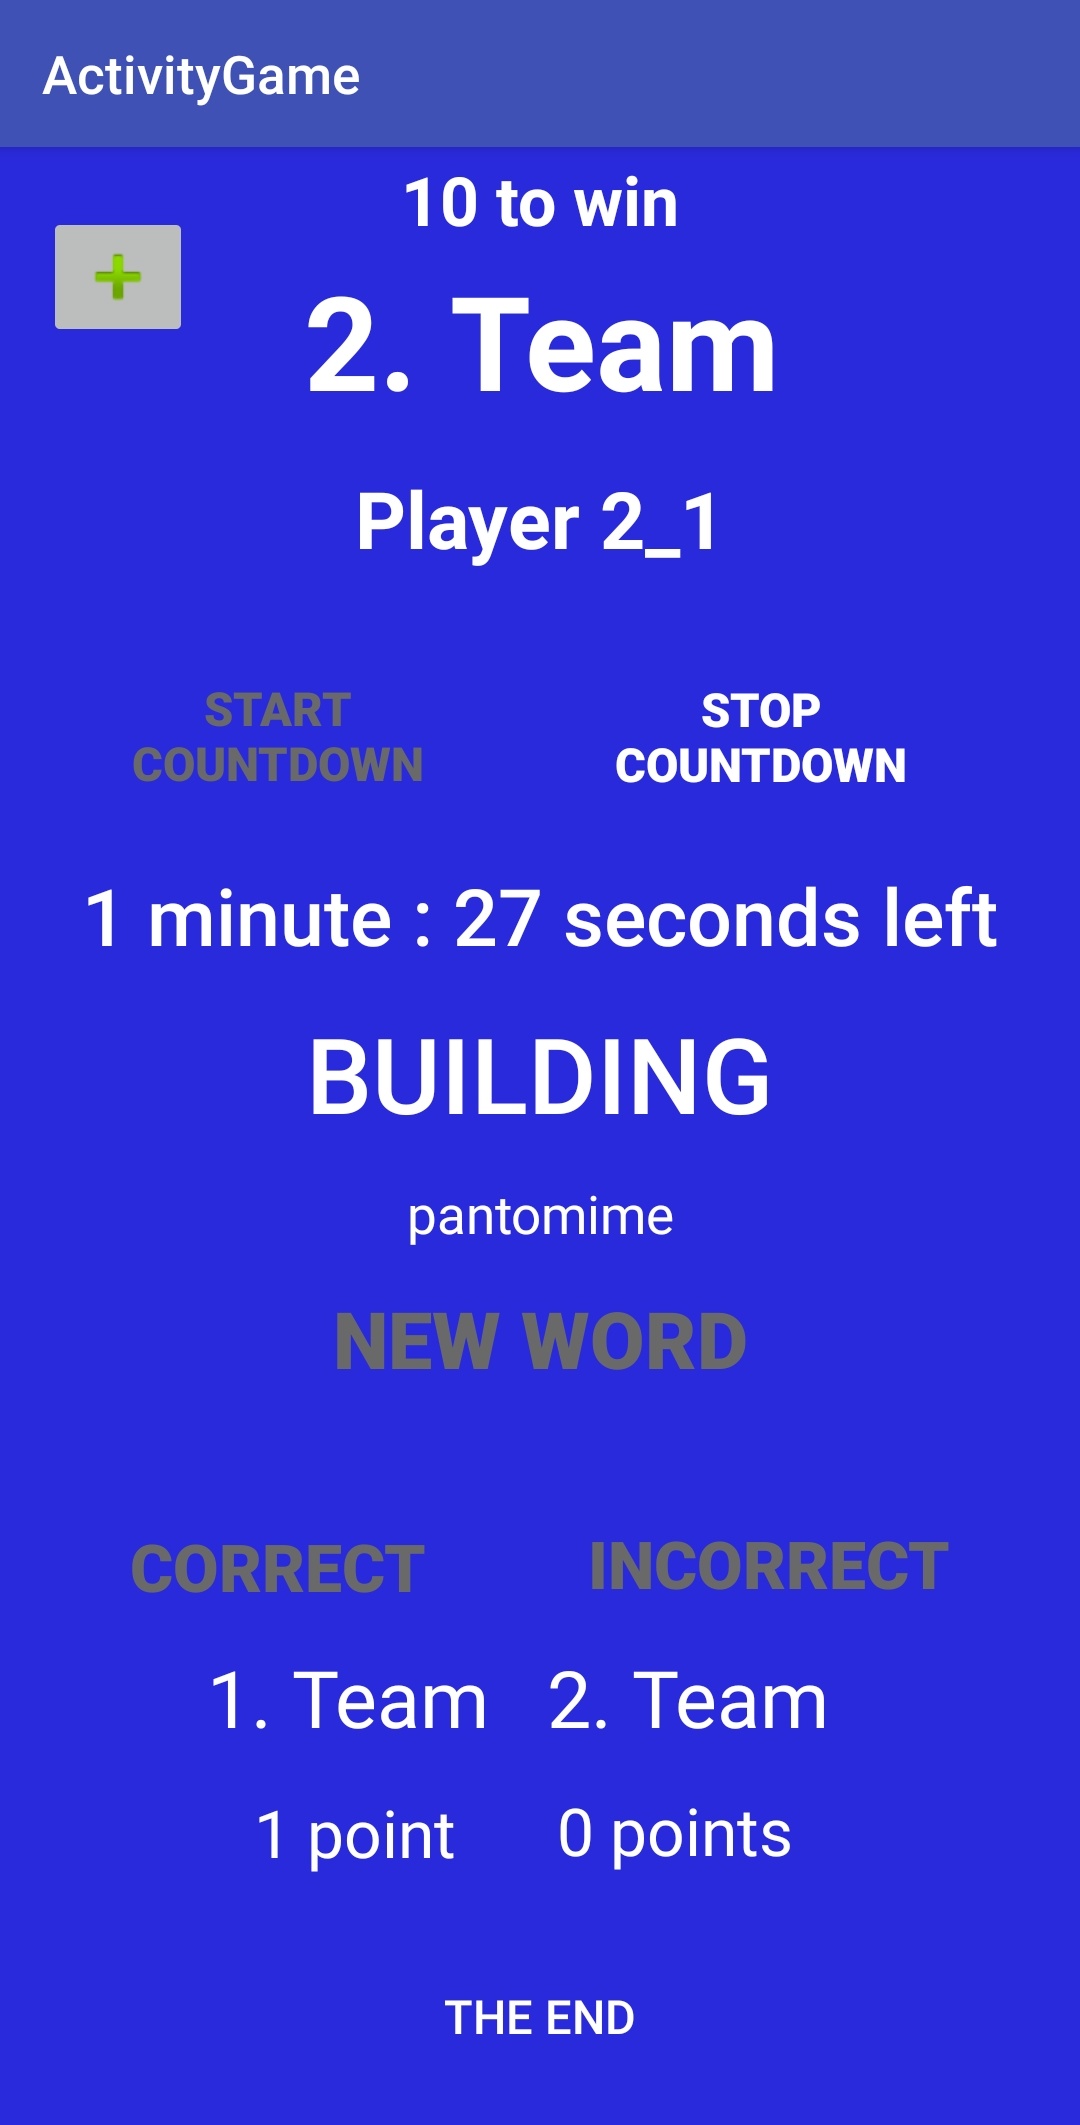 ActivityGame
10 to win
2. Team
Player 2_1
START
COUNTDOWN
STOP
COUNTDOWN
1 minute : 27 seconds left
BUILDING
pantomime
NEW WORD
CORRECT
INCORRECT
1. Team
2. Team
1 point
0 points
THE END